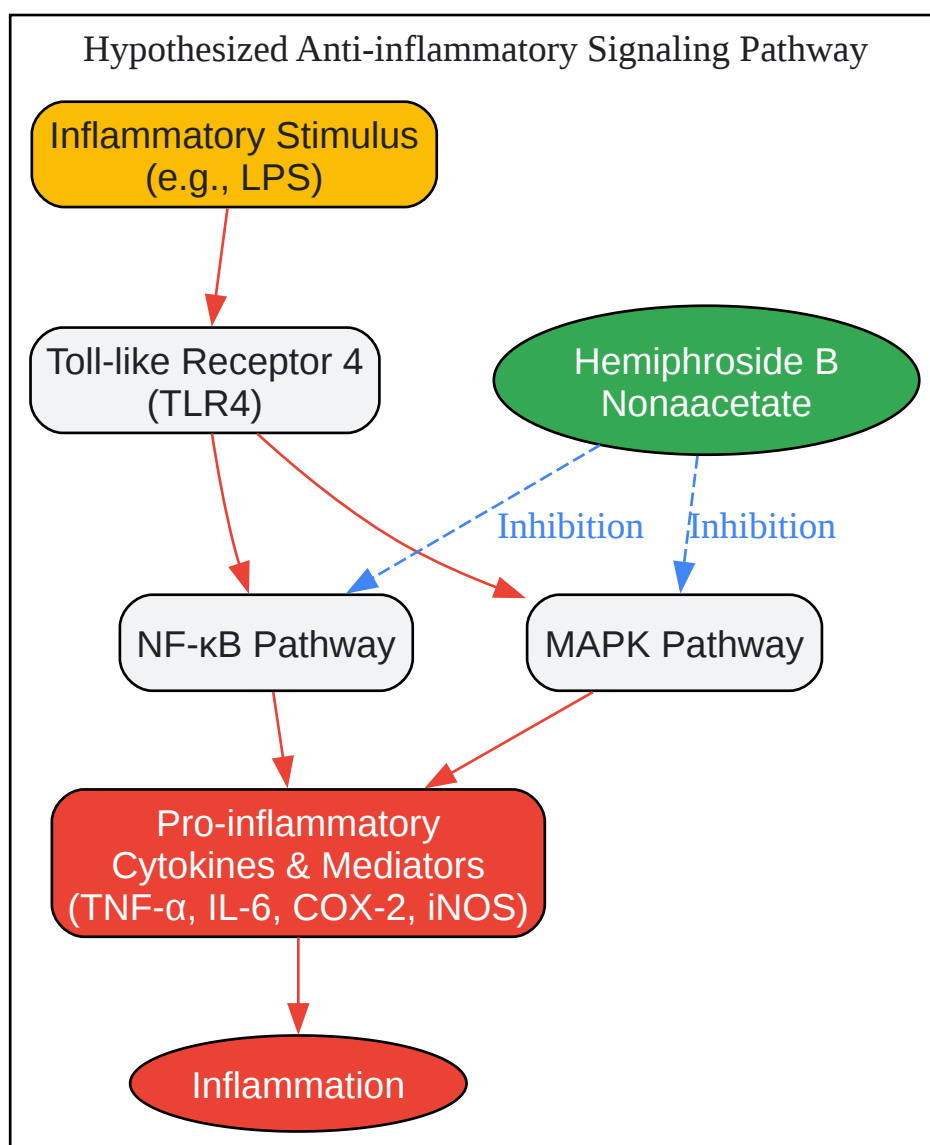 Hypothesized Anti-inflammatory Signaling Pathway
Inflammatory Stimulus
(e.g., LPS)
Toll-like Receptor 4
(TLR4)
Hemiphroside B
Nonaacetate
Inhibition
Inhibition
NF-κB Pathway
MAPK Pathway
Pro-inflammatory
Cytokines & Mediators
(TNF-α, IL-6, COX-2, iNOS)
Inflammation